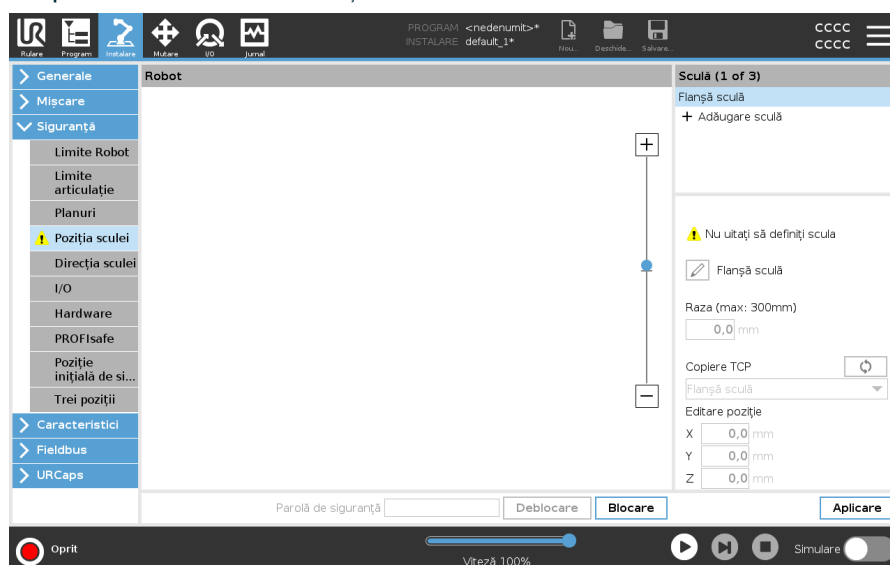 PROGRAM <nedenumit>*
INSTALARE default_1*
cccc
cccc
Rulare Program Instalare Mutare I/O Jurnal Nou... Deschide... Salvare...
Generale
Mișcare
Siguranță
Limite Robot
Limite
articulație
Planuri
Poziția sculei
Direcția sculei
I/O
Hardware
PROFIsafe
Poziție
inițială de si...
Trei poziții
Caracteristici
Fieldbus
URCaps
Robot
Sculă (1 of 3)
Flanșă sculă
+ Adăugare sculă
Nu uitați să definiți scula
Flanșă sculă
Raza (max: 300mm)
0,0 mm
Copiere TCP
Flanșă sculă
Editare poziție
X 0,0 mm
Y 0,0 mm
Z 0,0 mm
Parolă de siguranță Deblocare Blocare Aplicare
Oprit
Viteză 100%
Simulare